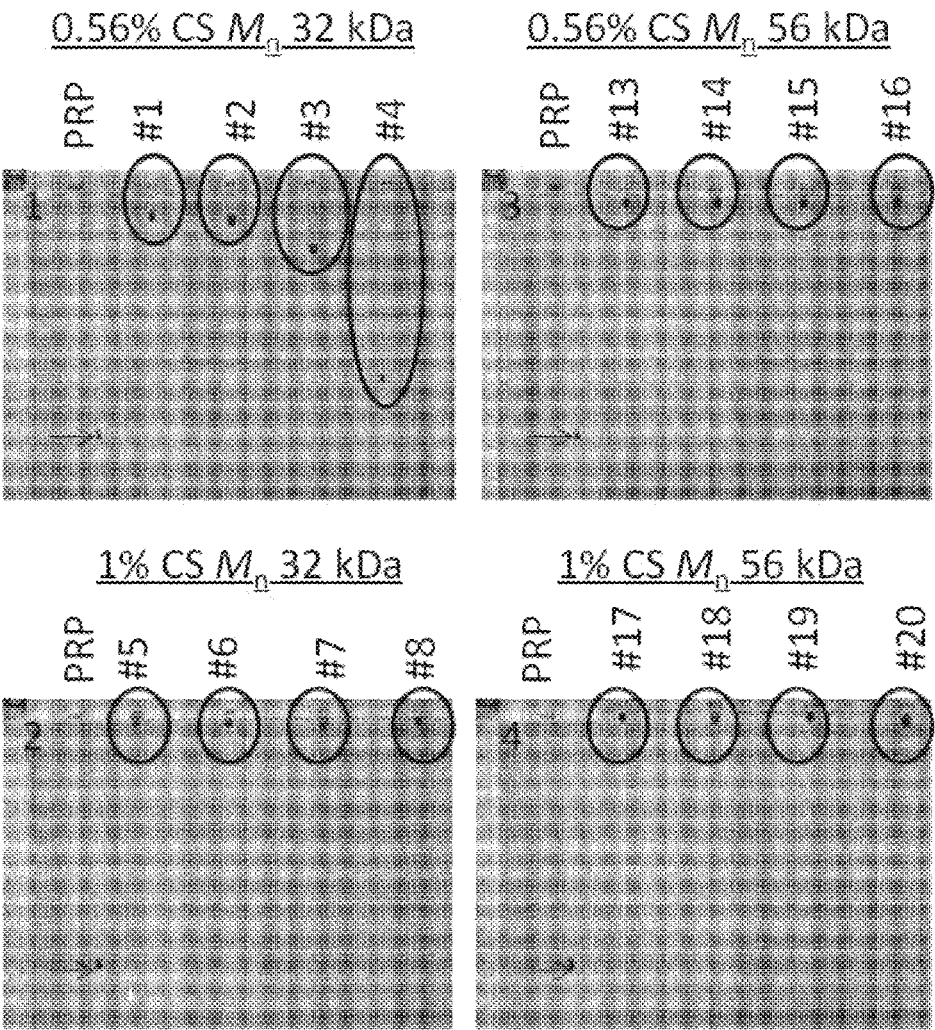 0.56% CS Mn 32 kDa
PRP #1 #2 #3 #4
1
0.56% CS Mn 56 kDa
PRP #13 #14 #15 #16
3
1% CS Mn 32 kDa
PRP #5 #6 #7 #8
2
1% CS Mn 56 kDa
PRP #17 #18 #19 #20
4